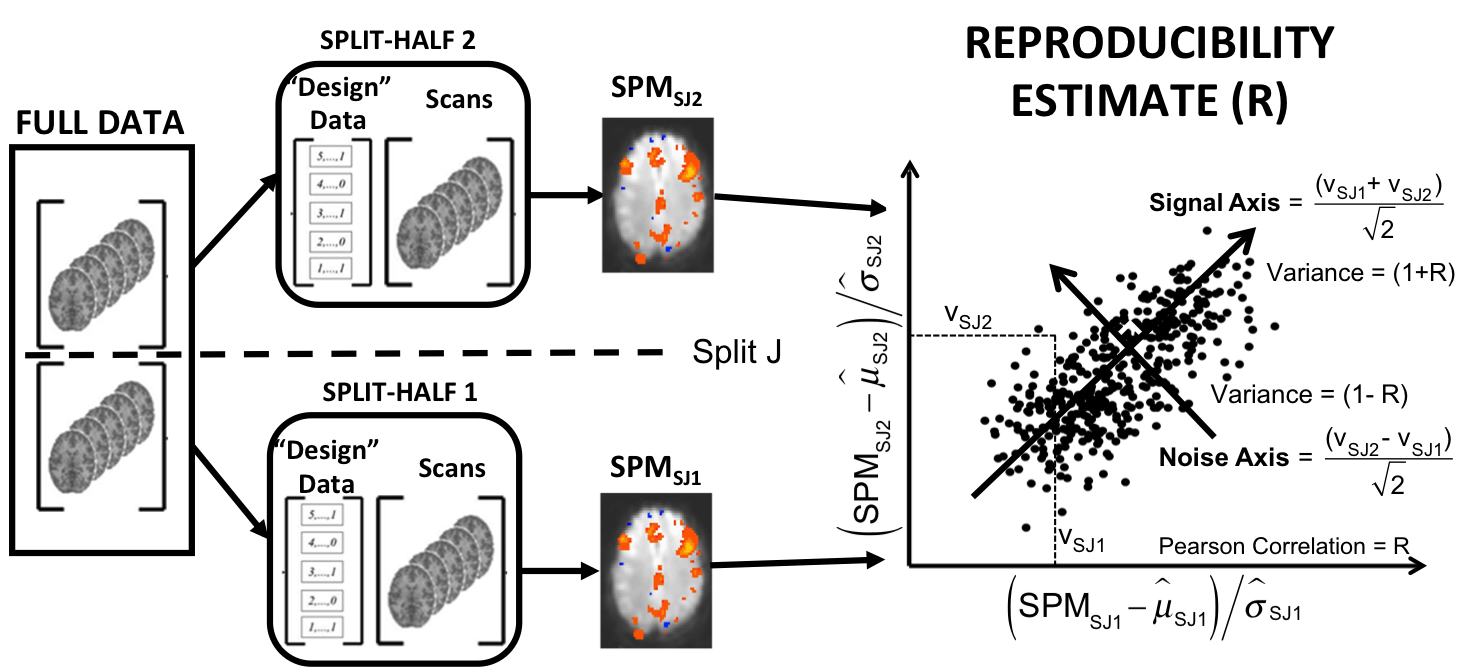 FULL DATA
SPLIT-HALF 2
“Design”
Data
Scans
5,...,1
4,...,0
3,...,1
2,...,0
1,...,1
SPM_SJ2
Split J
SPLIT-HALF 1
“Design”
Data
Scans
5,...,1
4,...,0
3,...,1
2,...,0
1,...,1
SPM_SJ1
REPRODUCIBILITY
ESTIMATE (R)
Signal Axis = (v_SJ1 + v_SJ2) / √2
Variance = (1+R)
v_SJ2
Variance = (1- R)
Noise Axis = (v_SJ2 - v_SJ1) / √2
v_SJ1
Pearson Correlation = R
(SPM_SJ2 − μ̂_SJ2) / σ̂_SJ2
(SPM_SJ1 − μ̂_SJ1) / σ̂_SJ1